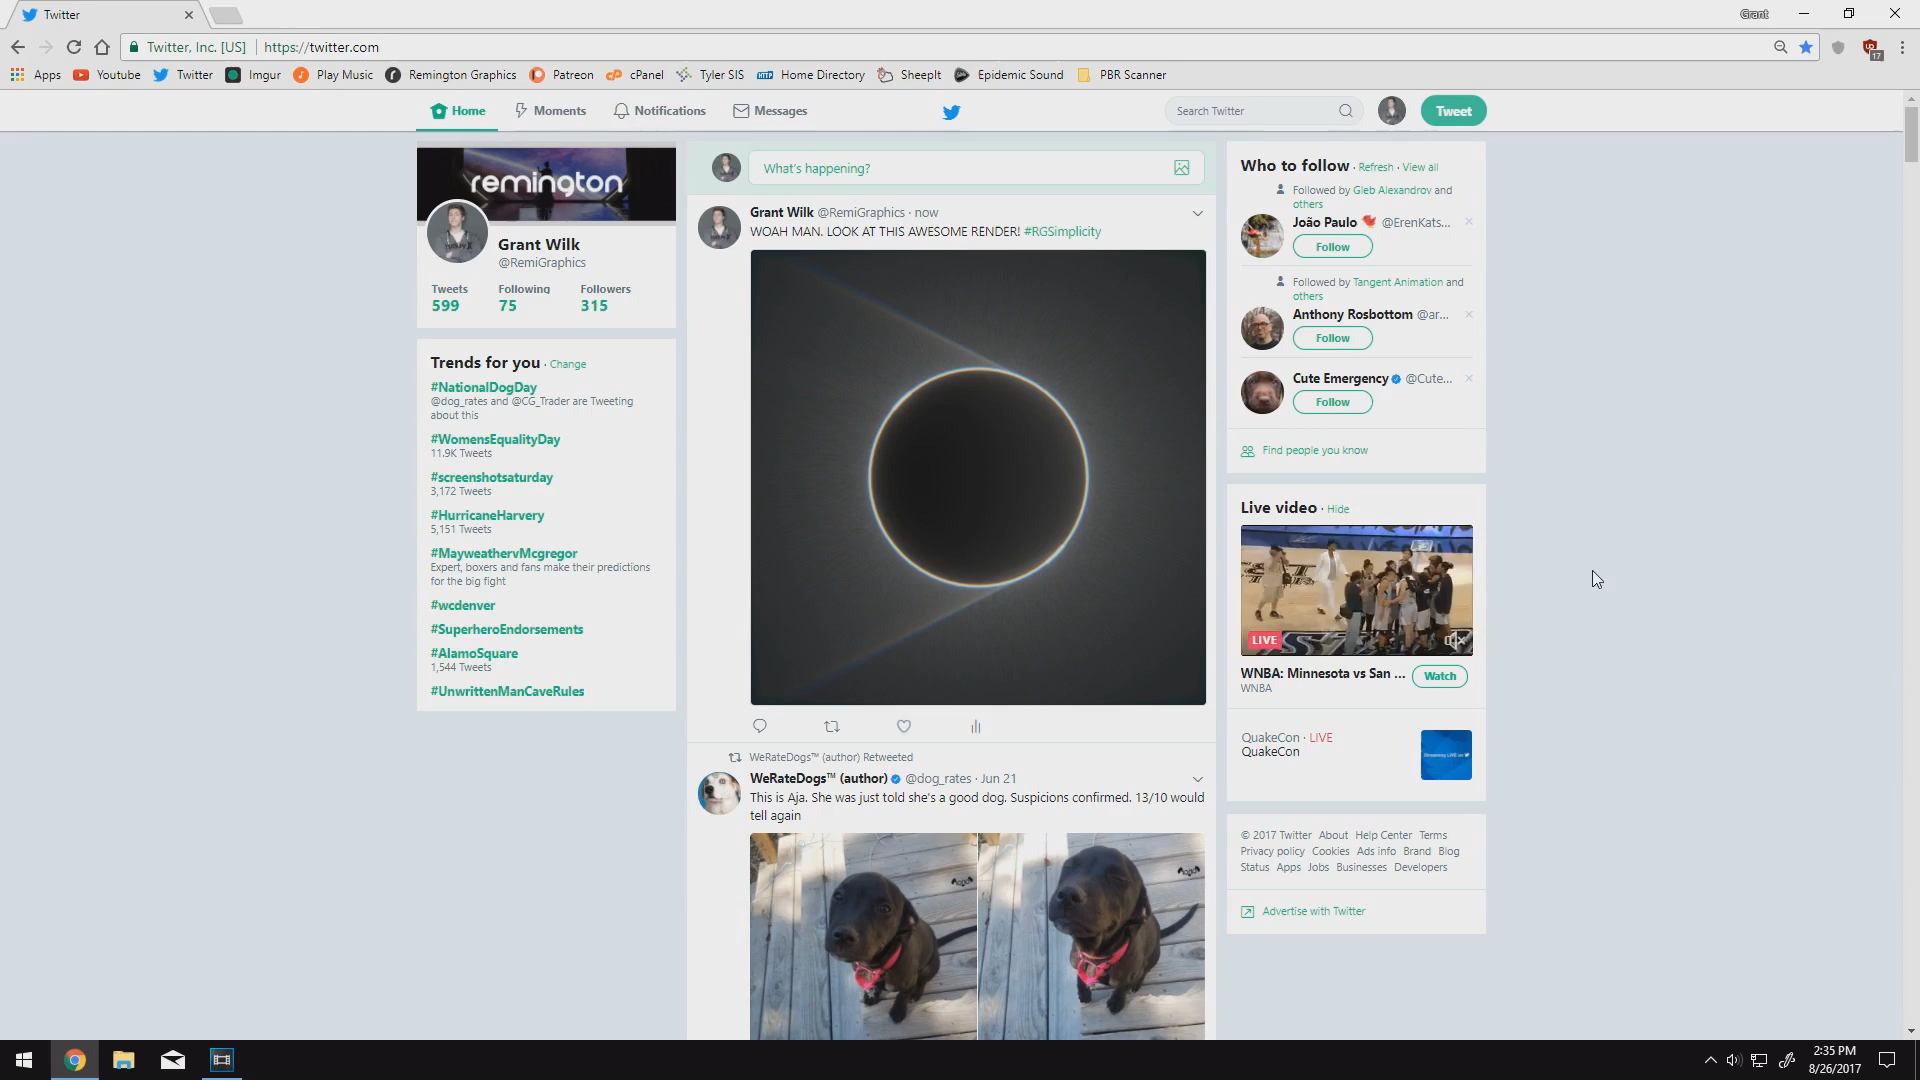 Twitter
Grant
Twitter, Inc. [US]
https://twitter.com
17
Apps
Youtube
Twitter
Imgur
Play Music
Remington Graphics
Patreon
cPanel
Tyler SIS
Home Directory
SheepIt
Epidemic Sound
PBR Scanner
Home
Moments
Notifications
Messages
Search Twitter
Tweet
remington
Grant Wilk
@RemiGraphics
Tweets
Following
Followers
599
75
315
Trends for you · Change
#NationalDogDay
@dog_rates and @CG_Trader are Tweeting
about this
#WomensEqualityDay
11.9K Tweets
#screenshotsaturday
3,172 Tweets
#HurricaneHarvery
5,151 Tweets
#MayweathervMcgregor
Expert, boxers and fans make their predictions
for the big fight
#wcdenver
#SuperheroEndorsements
#AlamoSquare
1,544 Tweets
#UnwrittenManCaveRules
What's happening?
Grant Wilk @RemiGraphics · now
WOAH MAN. LOOK AT THIS AWESOME RENDER! #RGSimplicity
WeRateDogs™ (author) Retweeted
WeRateDogs™ (author) @dog_rates · Jun 21
This is Aja. She was just told she's a good dog. Suspicions confirmed. 13/10 would
tell again
Who to follow · Refresh · View all
Followed by Gleb Alexandrov and
others
João Paulo @ErenKats...
Follow
Followed by Tangent Animation and
others
Anthony Rosbottom @ar...
Follow
Cute Emergency @Cute...
Follow
Find people you know
Live video · Hide
LIVE
WNBA: Minnesota vs San ...
WNBA
Watch
QuakeCon · LIVE
QuakeCon
© 2017 Twitter About Help Center Terms
Privacy policy Cookies Ads info Brand Blog
Status Apps Jobs Businesses Developers
Advertise with Twitter
2:35 PM
8/26/2017